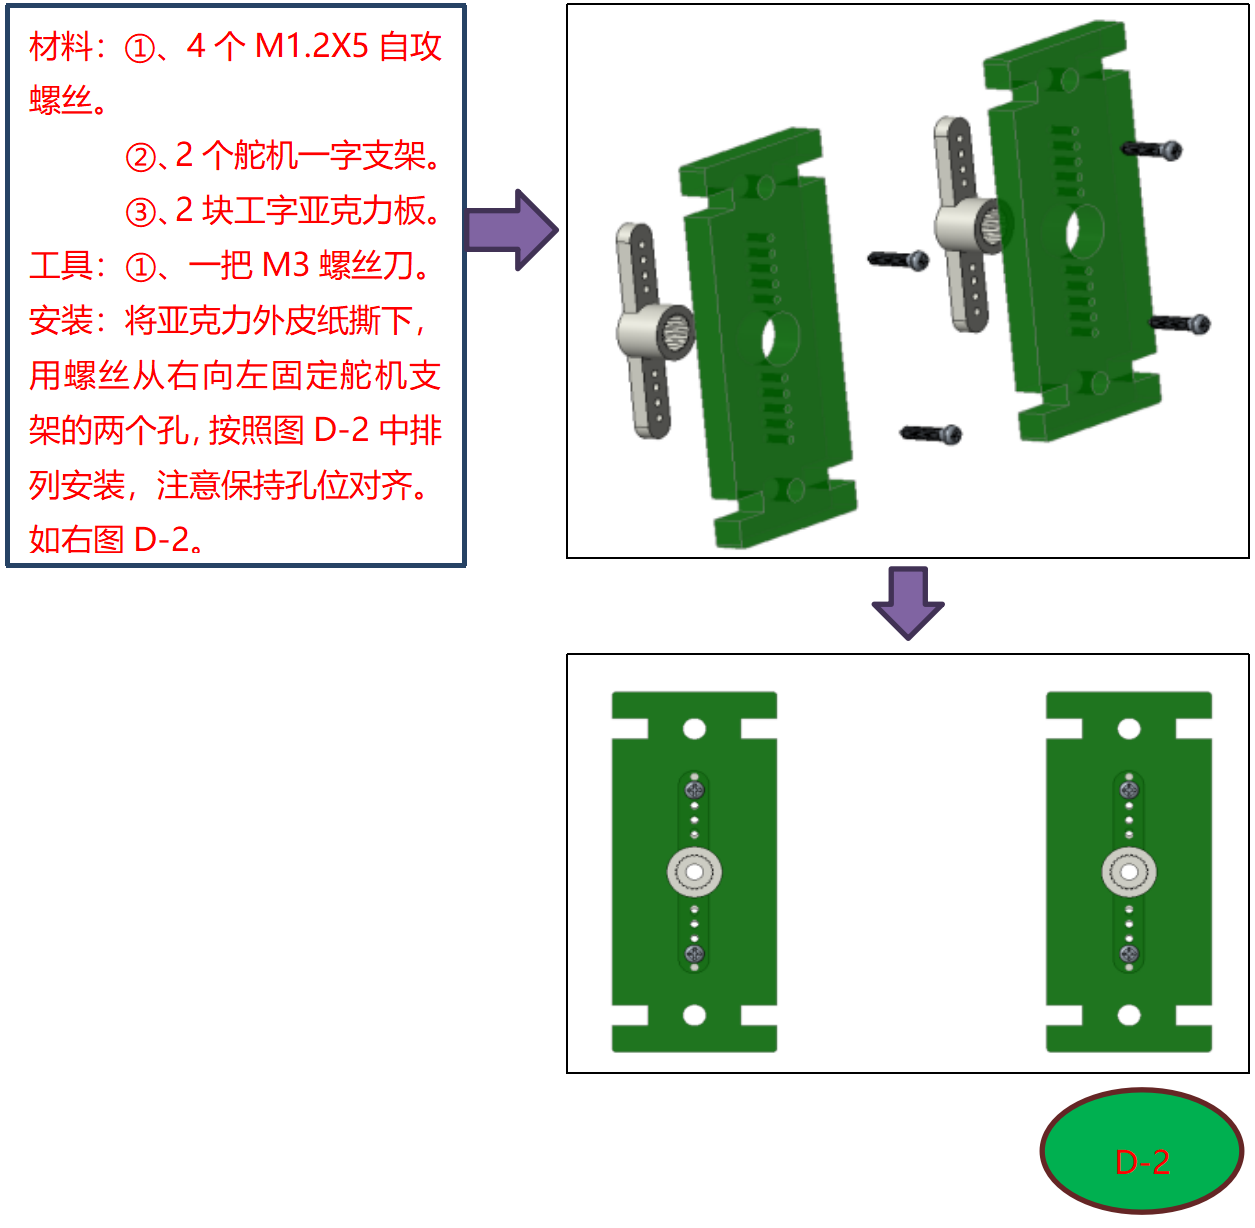 材料：①、4 个 M1.2X5 自攻
螺丝。
②、2 个舵机一字支架。
③、2 块工字亚克力板。
工具：①、一把 M3 螺丝刀。
安装：将亚克力外皮纸撕下，
用螺丝从右向左固定舵机支
架的两个孔，按照图 D-2 中排
列安装，注意保持孔位对齐。
如右图 D-2。
D-2